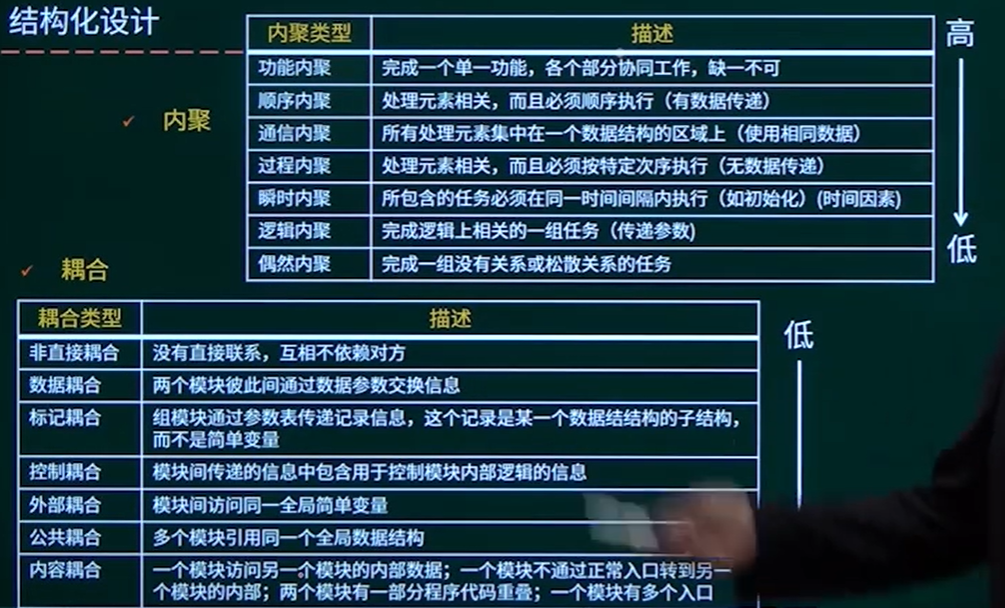 结构化设计
内聚类型 描述
高
功能内聚 完成一个单一功能，各个部分协同工作，缺一不可
顺序内聚 处理元素相关，而且必须顺序执行（有数据传递）
✓ 内聚
通信内聚 所有处理元素集中在一个数据结构的区域上（使用相同数据）
过程内聚 处理元素相关，而且必须按特定次序执行（无数据传递）
瞬时内聚 所包含的任务必须在同一时间间隔内执行（如初始化）(时间因素)
逻辑内聚 完成逻辑上相关的一组任务（传递参数)
低
偶然内聚 完成一组没有关系或松散关系的任务
✓ 耦合
耦合类型 描述
低
非直接耦合 没有直接联系，互相不依赖对方
数据耦合 两个模块彼此间通过数据参数交换信息
标记耦合 组模块通过参数表传递记录信息，这个记录是某一个数据结结构的子结构，
而不是简单变量
控制耦合 模块间传递的信息中包含用于控制模块内部逻辑的信息
外部耦合 模块间访问同一全局简单变量
公共耦合 多个模块引用同一个全局数据结构
内容耦合 一个模块访问另一个模块的内部数据；一个模块不通过正常入口转到另一
个模块的内部；两个模块有一部分程序代码重叠；一个模块有多个入口